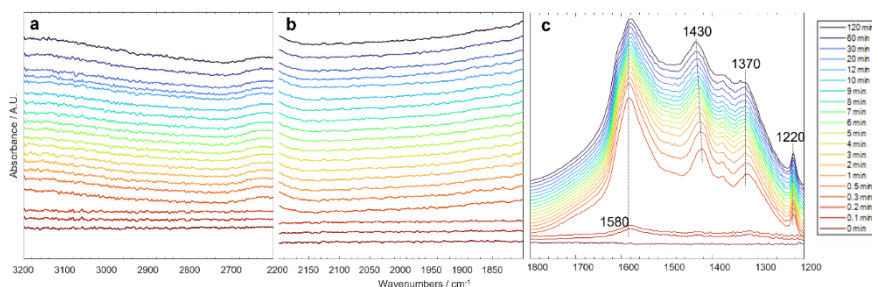 a
b
c
Absorbance / A.U.
3200 3100 2900 2800 2700
2200 2150 2100 2050 2000 1950 1900 1850
1800 1600 1500 1400 1300 1200
Wavenumbers / cm⁻¹
1430
1370
1220
1580
120 min
60 min
30 min
20 min
12 min
10 min
9 min
8 min
7 min
6 min
5 min
4 min
3 min
2 min
1 min
0.5 min
0.3 min
0.2 min
0.1 min
0 min